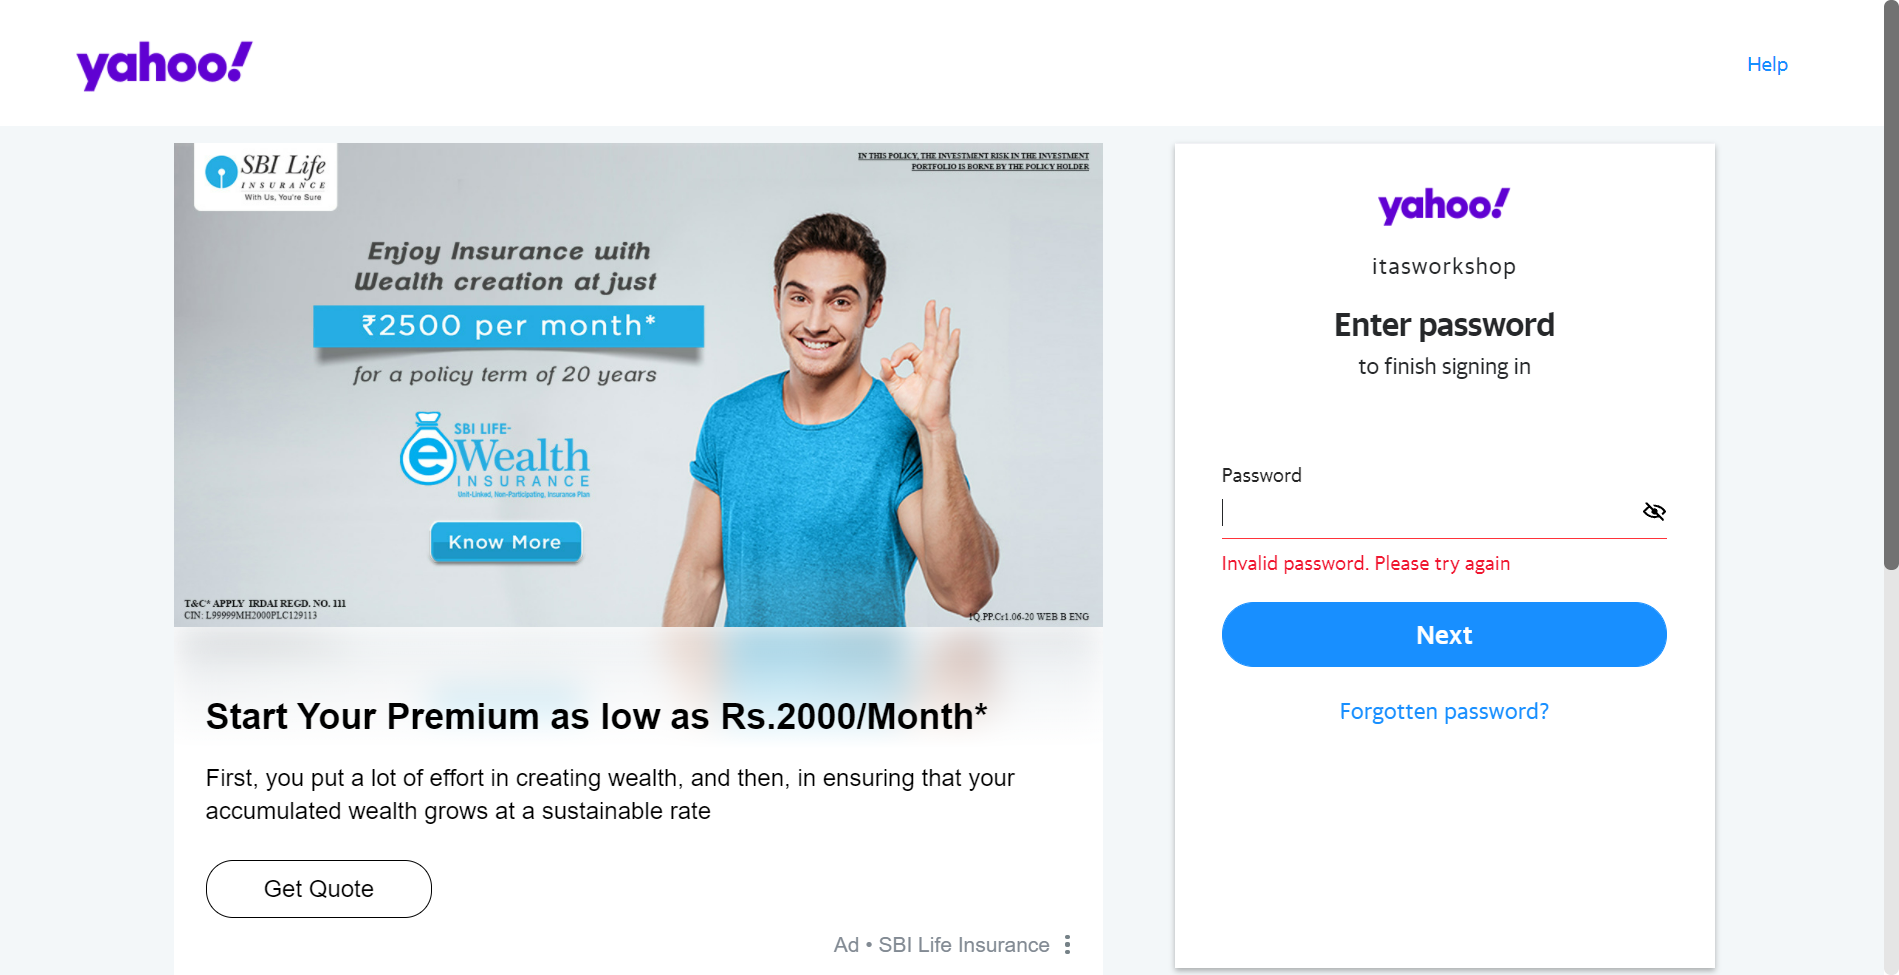 yahoo!
Help
SBI Life
INSURANCE
With Us, You're Sure
IN THIS POLICY, THE INVESTMENT RISK IN THE INVESTMENT
PORTFOLIO IS BORNE BY THE POLICY HOLDER
Enjoy Insurance with
Wealth creation at just
₹2500 per month*
for a policy term of 20 years
SBI LIFE-
eWealth
INSURANCE
Unit-Linked, Non-Participating, Insurance Plan
Know More
T&C* APPLY IRDAI REGD. NO. 111
CIN: L99999MH2000PLC129113
1Q.PP.Cr1.06-20 WEB B ENG
Start Your Premium as low as Rs.2000/Month*
First, you put a lot of effort in creating wealth, and then, in ensuring that your
accumulated wealth grows at a sustainable rate
Get Quote
Ad • SBI Life Insurance
yahoo!
itasworkshop
Enter password
to finish signing in
Password
Invalid password. Please try again
Next
Forgotten password?